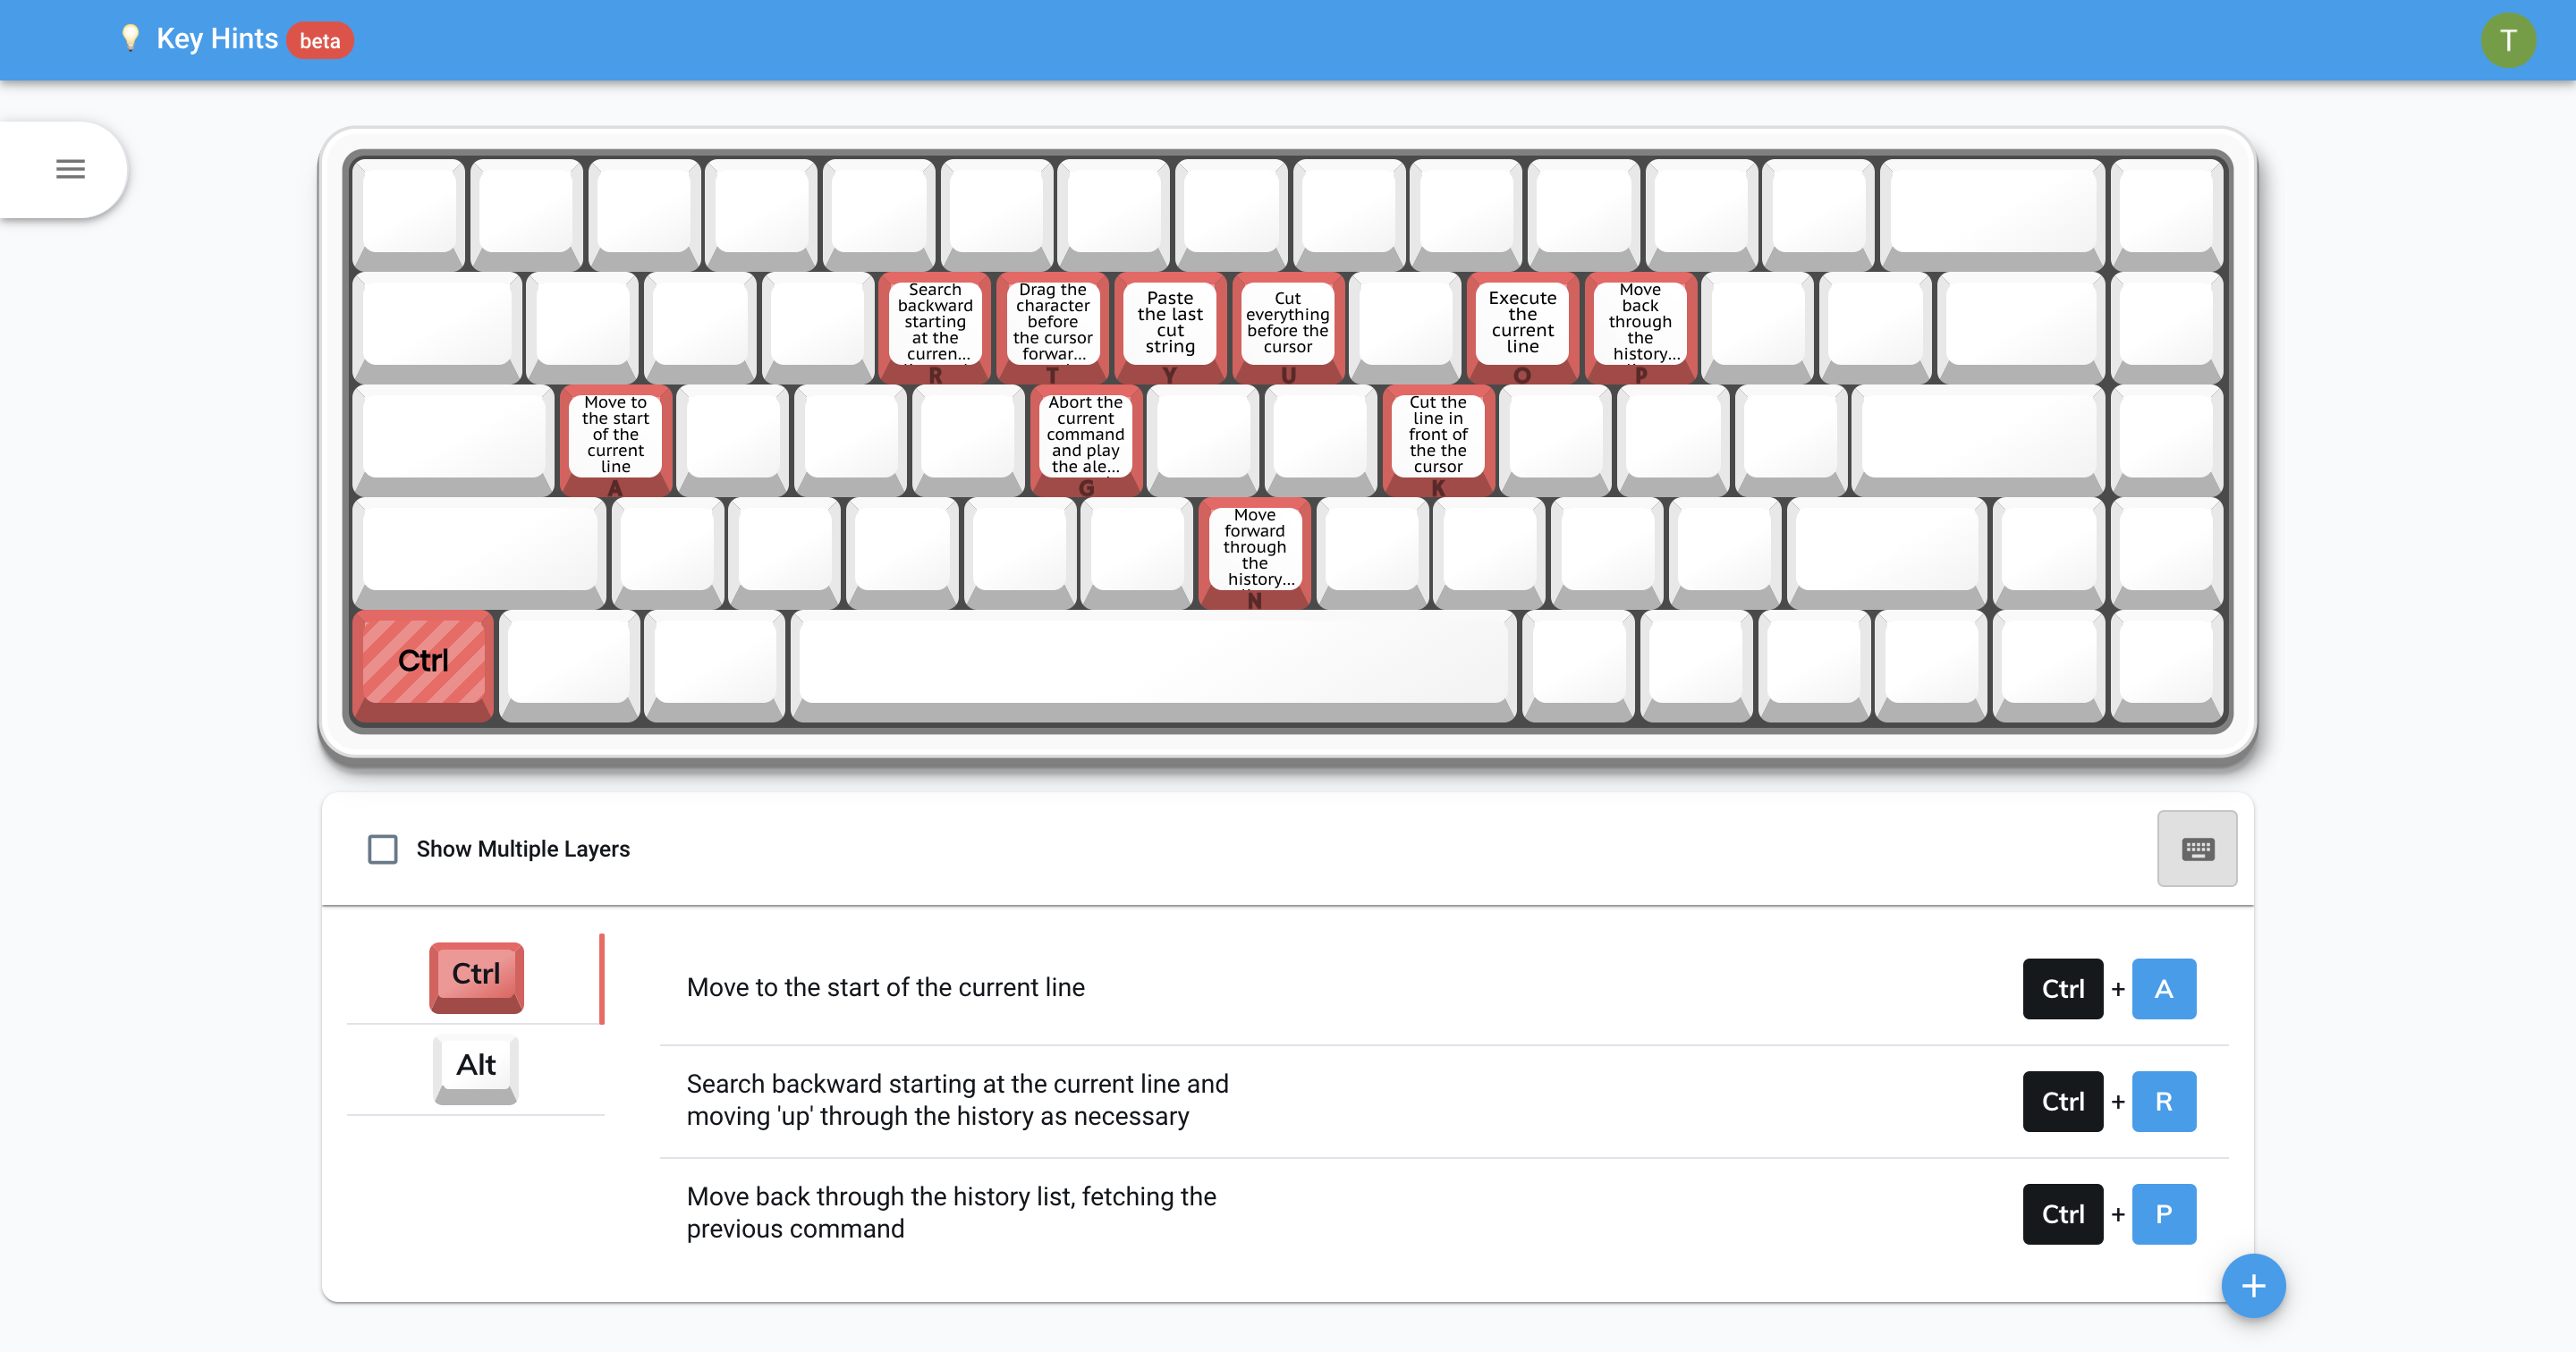 Key Hints beta
T
Search
backward
starting
at the
curren...
R
Drag the
character
before
the cursor
forwar...
T
Paste
the last
cut
string
Y
Cut
everything
before the
cursor
U
Execute
the
current
line
O
Move
back
through
the
history...
P
Move to
the start
of the
current
line
A
Abort the
current
command
and play
the ale...
G
Cut the
line in
front of
the the
cursor
K
Move
forward
through
the
history...
N
Ctrl
Show Multiple Layers
Ctrl
Alt
Move to the start of the current line
Ctrl + A
Search backward starting at the current line and
moving 'up' through the history as necessary
Ctrl + R
Move back through the history list, fetching the
previous command
Ctrl + P
+